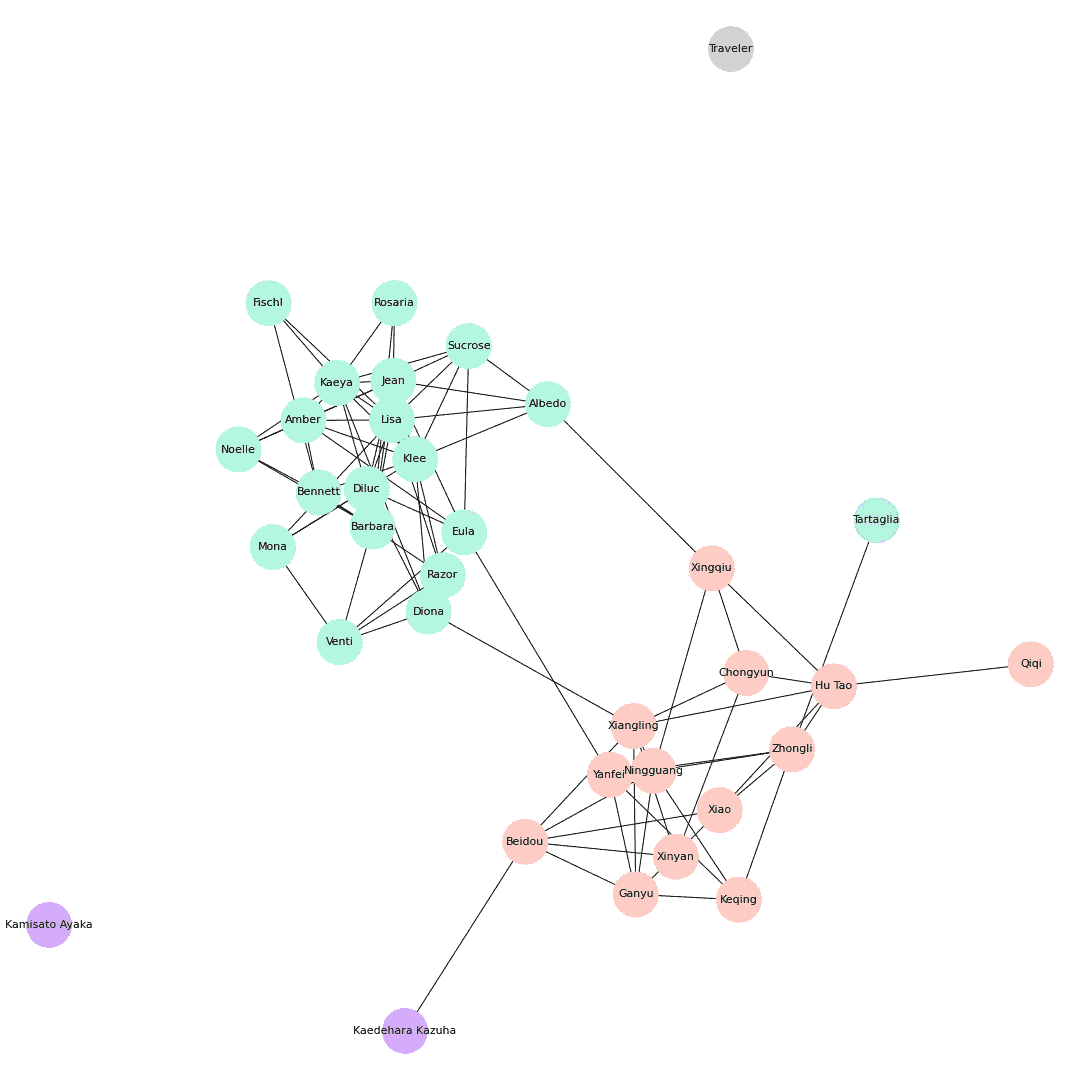 Traveler
Fischl
Rosaria
Sucrose
Kaeya
Jean
Albedo
Amber
Lisa
Noelle
Klee
Bennett
Diluc
Tartaglia
Barbara
Eula
Mona
Xingqiu
Razor
Diona
Venti
Qiqi
Chongyun
Hu Tao
Xiangling
Zhongli
Yanfei
Ningguang
Xiao
Beidou
Xinyan
Ganyu
Keqing
Kamisato Ayaka
Kaedehara Kazuha